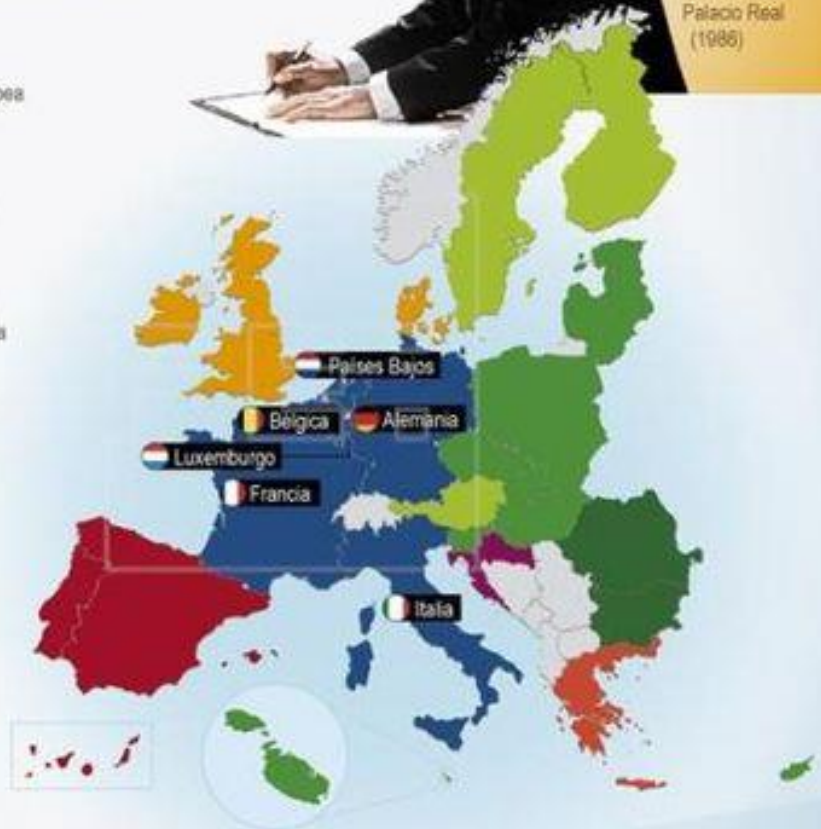 Palacio Real
(1986)
Países Bajos
Bélgica
Alemania
Luxemburgo
Francia
Italia